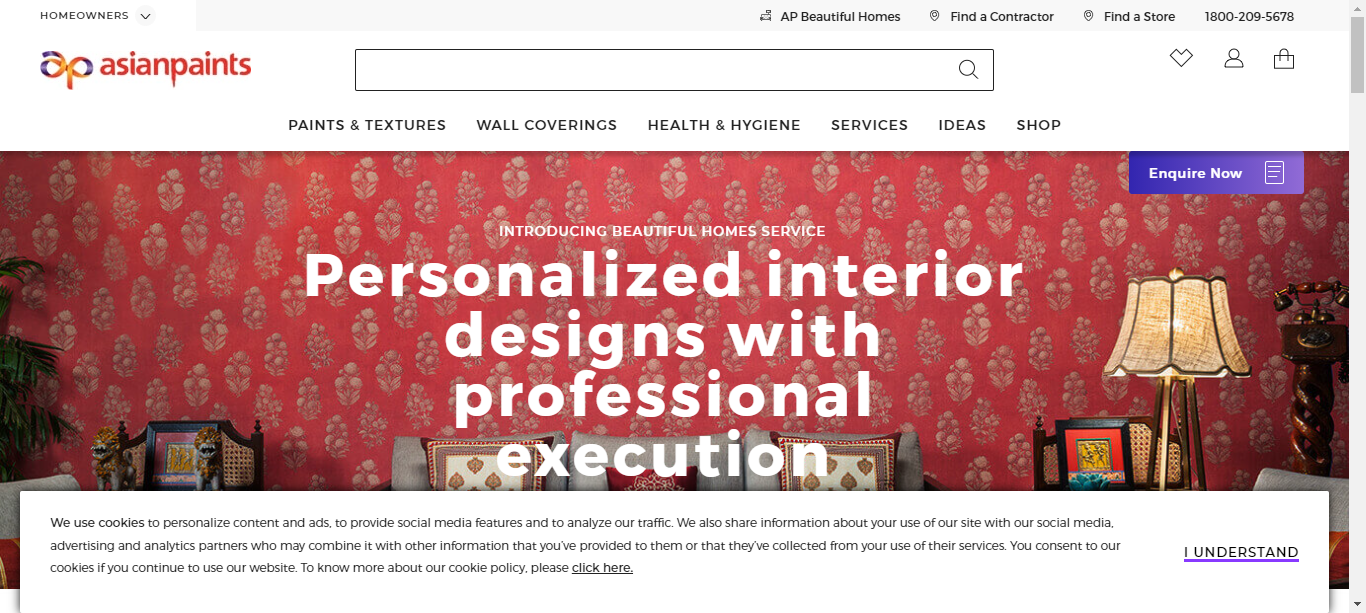 HOMEOWNERS
AP Beautiful Homes
Find a Contractor
Find a Store
1800-209-5678
asianpaints
PAINTS & TEXTURES
WALL COVERINGS
HEALTH & HYGIENE
SERVICES
IDEAS
SHOP
Enquire Now
INTRODUCING BEAUTIFUL HOMES SERVICE
Personalized interior
designs with
professional
execution
We use cookies to personalize content and ads, to provide social media features and to analyze our traffic. We also share information about your use of our site with our social media,
advertising and analytics partners who may combine it with other information that you’ve provided to them or that they’ve collected from your use of their services. You consent to our
cookies if you continue to use our website. To know more about our cookie policy, please click here.
I UNDERSTAND